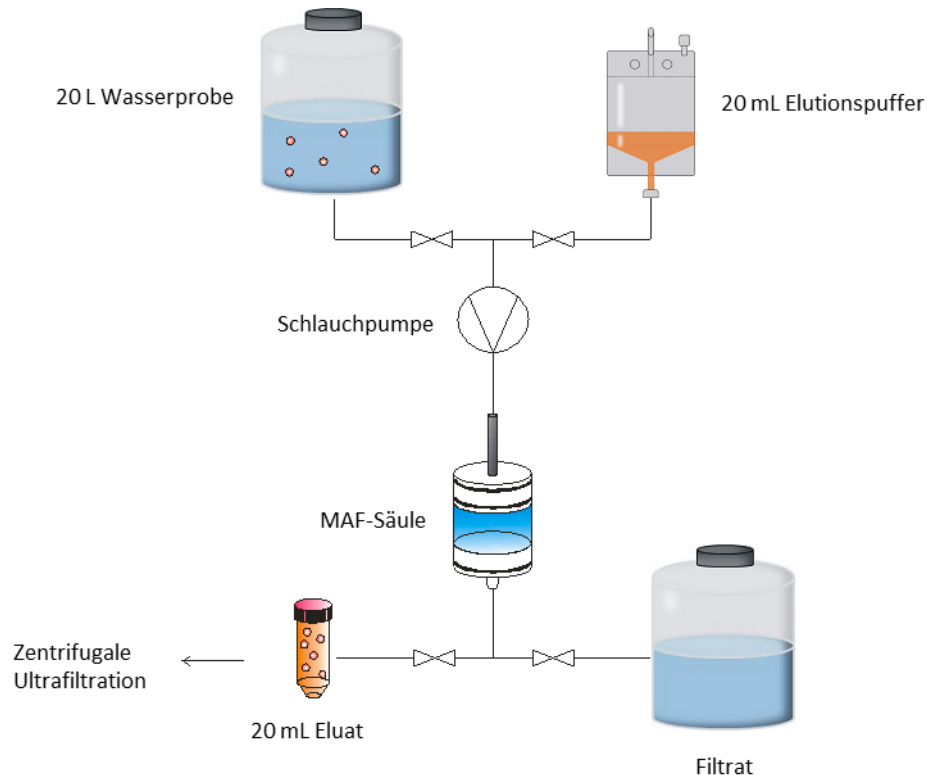 20 L Wasserprobe
20 mL Elutionspuffer
Schlauchpumpe
MAF-Säule
Zentrifugale
Ultrafiltration
20 mL Eluat
Filtrat